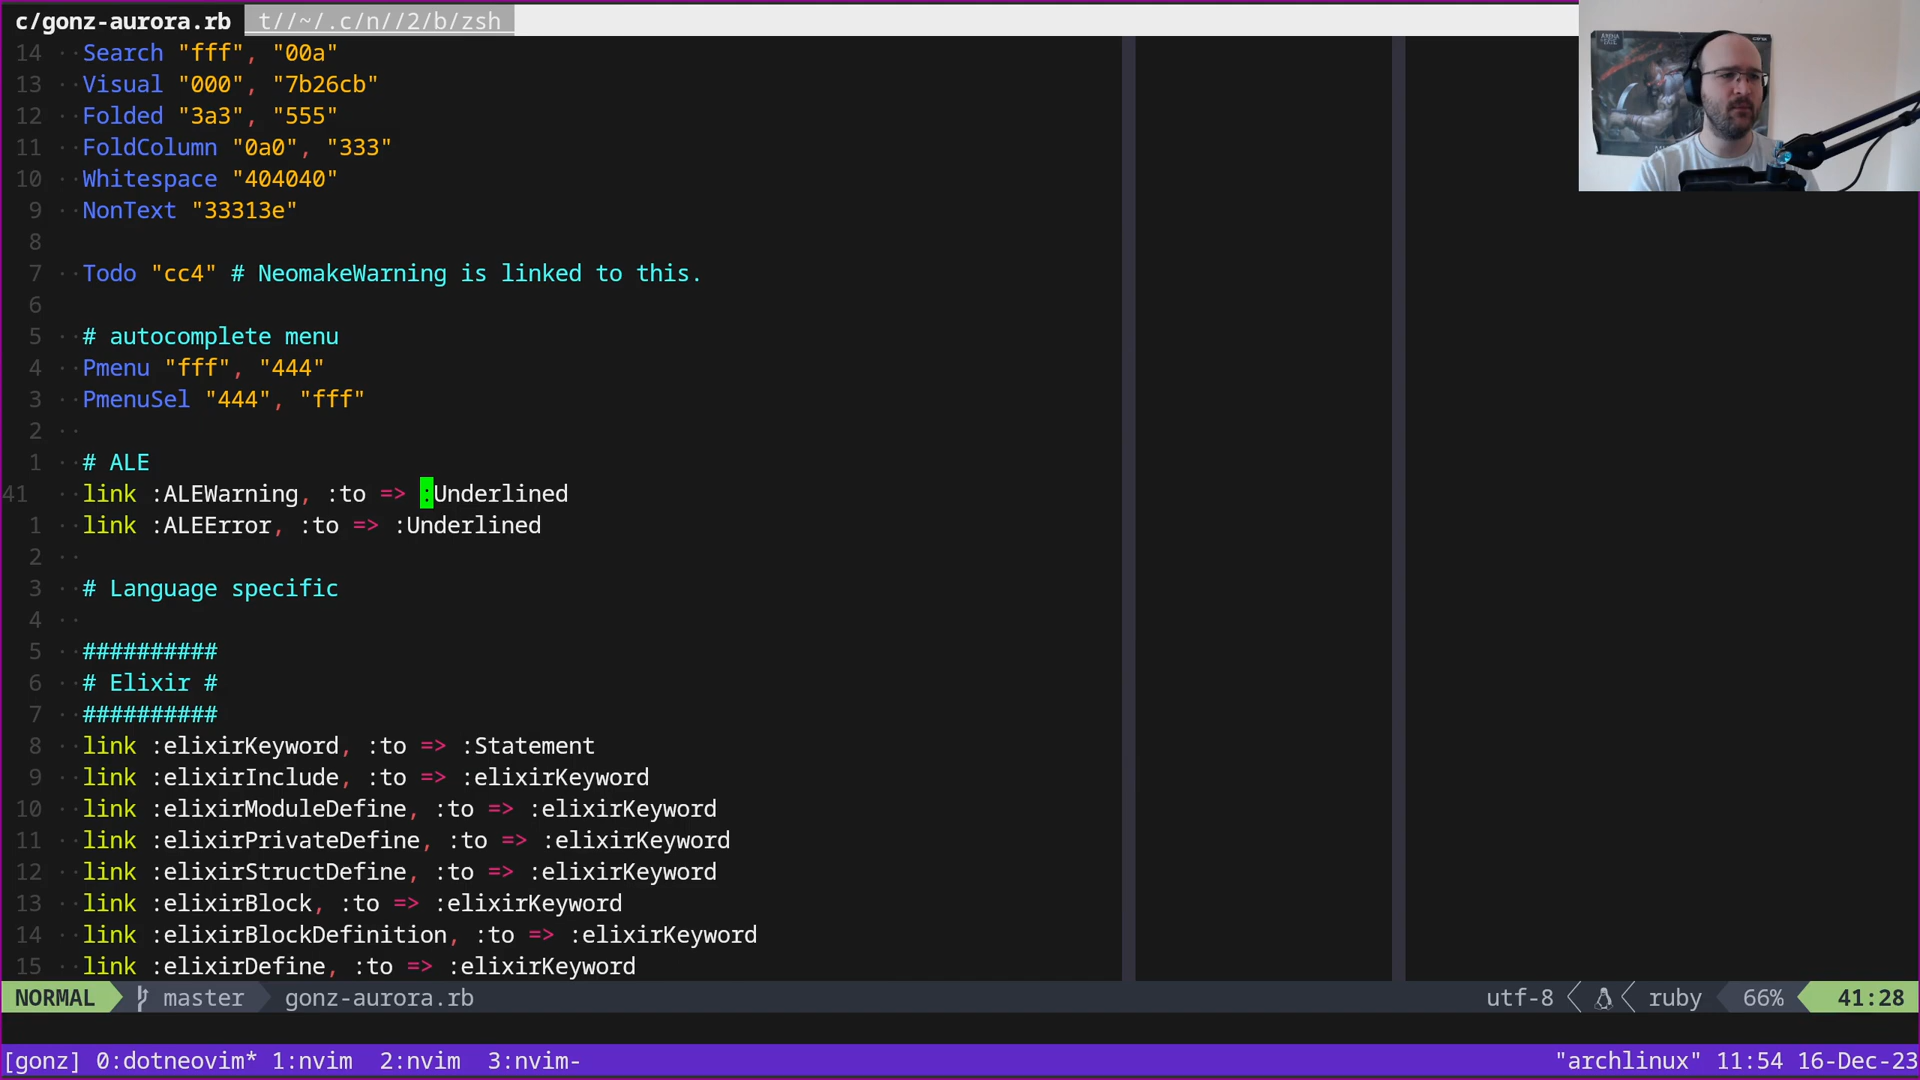 c/gonz-aurora.rb t//~/.c/n//2/b/zsh
14 ··Search "fff", "00a"
13 ··Visual "000", "7b26cb"
12 ··Folded "3a3", "555"
11 ··FoldColumn "0a0", "333"
10 ··Whitespace "404040"
9 ··NonText "33313e"
8
7 ··Todo "cc4" # NeomakeWarning is linked to this.
6
5 ··# autocomplete menu
4 ··Pmenu "fff", "444"
3 ··PmenuSel "444", "fff"
2 ··
1 ··# ALE
41 ··link :ALEWarning, :to => :Underlined
1 ··link :ALEError, :to => :Underlined
2 ··
3 ··# Language specific
4 ··
5 ··##########
6 ··# Elixir #
7 ··##########
8 ··link :elixirKeyword, :to => :Statement
9 ··link :elixirInclude, :to => :elixirKeyword
10 ··link :elixirModuleDefine, :to => :elixirKeyword
11 ··link :elixirPrivateDefine, :to => :elixirKeyword
12 ··link :elixirStructDefine, :to => :elixirKeyword
13 ··link :elixirBlock, :to => :elixirKeyword
14 ··link :elixirBlockDefinition, :to => :elixirKeyword
15 ··link :elixirDefine, :to => :elixirKeyword
NORMAL master gonz-aurora.rb utf-8 ruby 66% 41:28
[gonz] 0:dotneovim* 1:nvim 2:nvim 3:nvim- "archlinux" 11:54 16-Dec-23